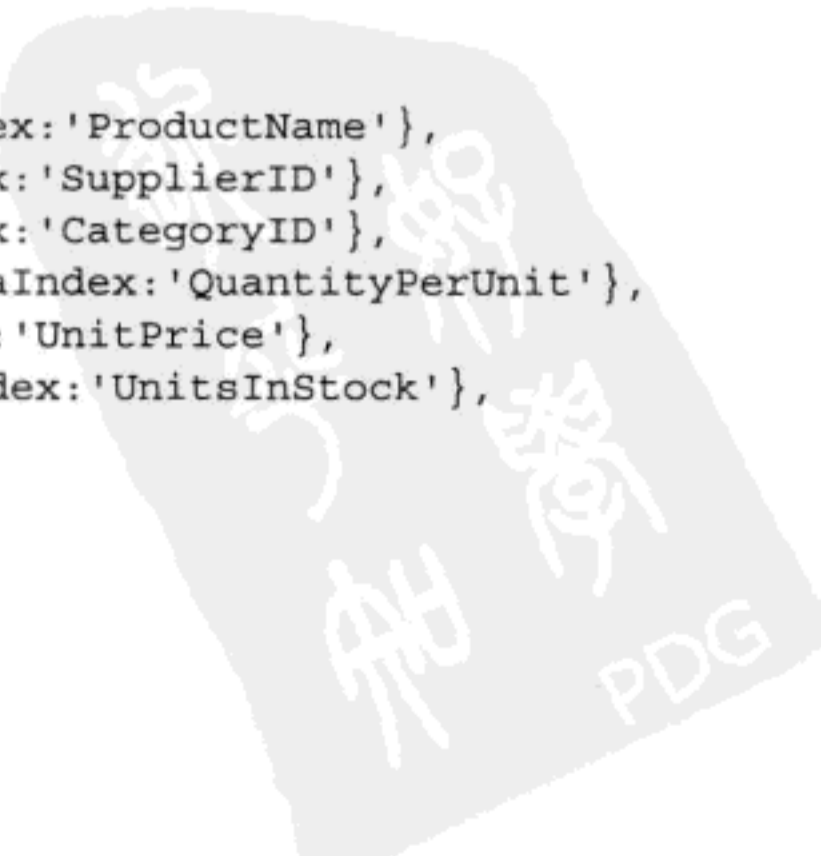 ex:'ProductName'},
x:'SupplierID'},
x:'CategoryID'},
aIndex:'QuantityPerUnit'},
:'UnitPrice'},
dex:'UnitsInStock'},
PDG